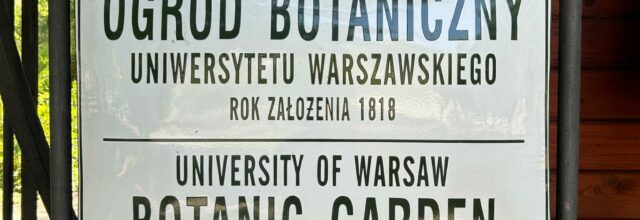 OGRÓD BOTANICZNY
UNIWERSYTETU WARSZAWSKIEGO
ROK ZAŁOŻENIA 1818
UNIVERSITY OF WARSAW
BOTANIC GARDEN